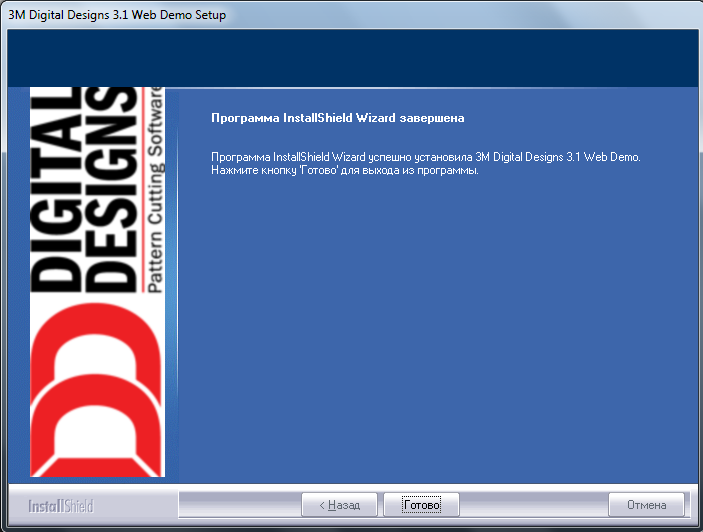 3M Digital Designs 3.1 Web Demo Setup
DIGITAL
DESIGNS
Pattern Cutting Software
Программа InstallShield Wizard завершена
Программа InstallShield Wizard успешно установила 3M Digital Designs 3.1 Web Demo.
Нажмите кнопку 'Готово' для выхода из программы.
InstallShield
< Назад
Готово
Отмена